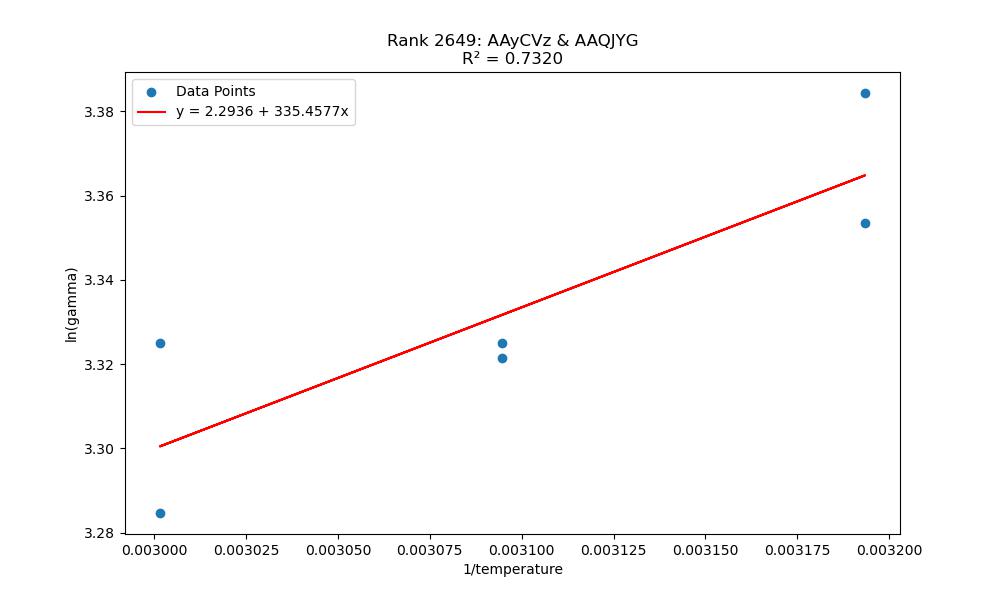 Rank 2649: AAyCVz & AAQJYG
R² = 0.7320
Data Points
y = 2.2936 + 335.4577x
3.38
3.36
3.34
3.32
3.30
3.28
ln(gamma)
0.003000 0.003025 0.003050 0.003075 0.003100 0.003125 0.003150 0.003175 0.003200
1/temperature